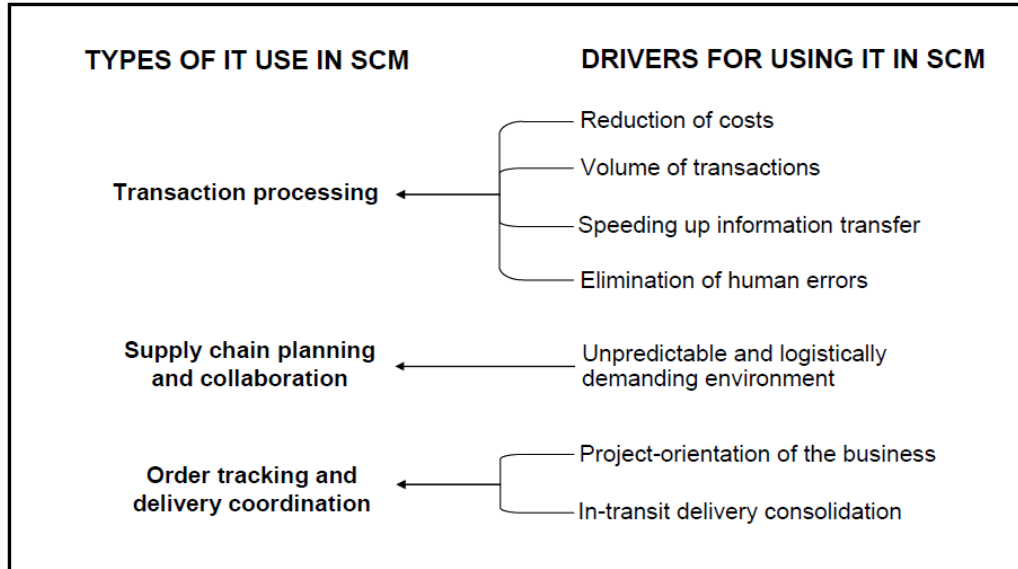 TYPES OF IT USE IN SCM
DRIVERS FOR USING IT IN SCM
Transaction processing
Reduction of costs
Volume of transactions
Speeding up information transfer
Elimination of human errors
Supply chain planning
and collaboration
Unpredictable and logistically
demanding environment
Order tracking and
delivery coordination
Project-orientation of the business
In-transit delivery consolidation